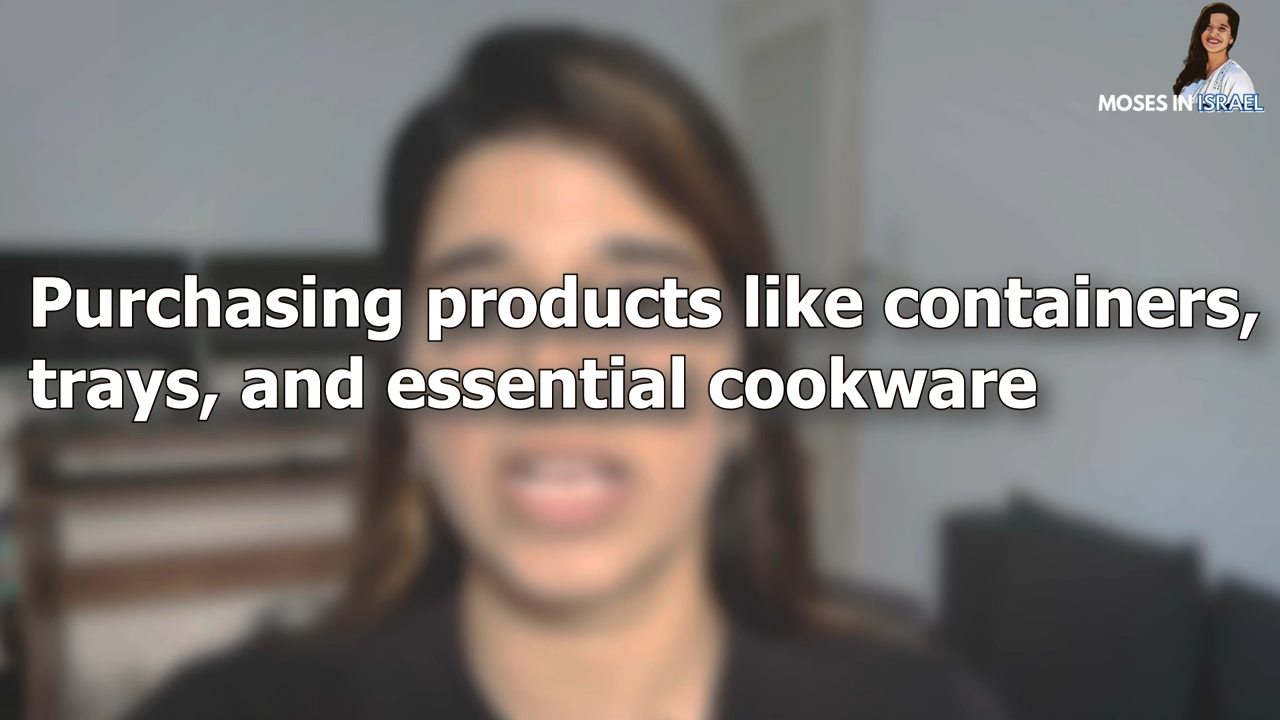 MOSES IN ISRAEL
Purchasing products like containers,
trays, and essential cookware